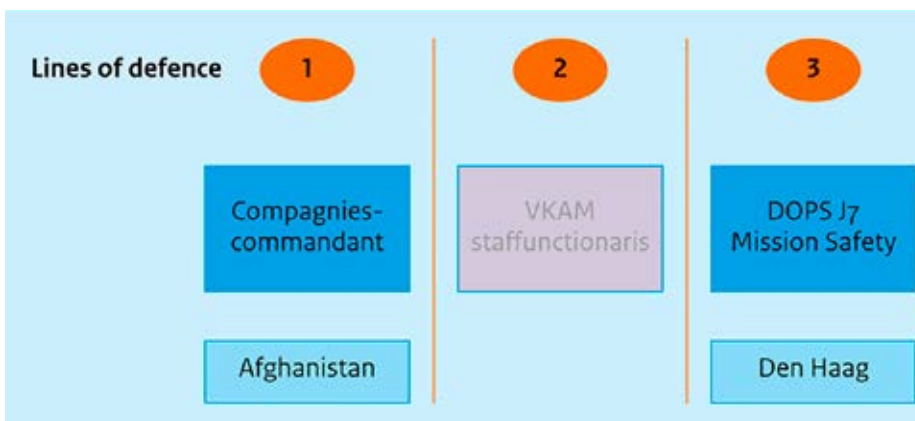 Lines of defence 1 2 3
Compagnies-
commandant
VKAM
staffunctionaris
DOPS J7
Mission Safety
Afghanistan
Den Haag